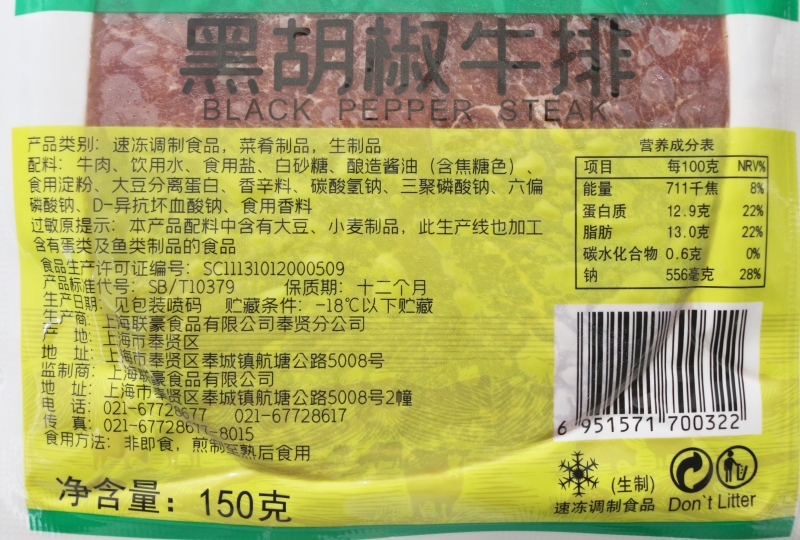 黑胡椒牛排
BLACK PEPPER STEAK
产品类别：速冻调制食品，菜肴制品，生制品
配料：牛肉、饮用水、食用盐、白砂糖、酿造酱油（含焦糖色）、
食用淀粉、大豆分离蛋白、香辛料、碳酸氢钠、三聚磷酸钠、六偏
磷酸钠、D-异抗坏血酸钠、食用香料
过敏原提示：本产品配料中含有大豆、小麦制品，此生产线也加工
含有蛋类及鱼类制品的食品
食品生产许可证编号：SC11131012000509
产品标准代号：SB/T10379 保质期：十二个月
生产日期：见包装喷码 贮藏条件：-18℃以下贮藏
生产商：上海联豪食品有限公司奉贤分公司
产 地：上海市奉贤区
地 址：上海市奉贤区奉城镇航塘公路5008号
监制商：上海联豪食品有限公司
地 址：上海市奉贤区奉城镇航塘公路5008号2幢
电 话：021-67728677 021-67728617
传 真：021-67728617-8015
食用方法：非即食，煎制至熟后食用
净含量：150克
营养成分表
项目 每100克 NRV%
能量 711千焦 8%
蛋白质 12.9克 22%
脂肪 13.0克 22%
碳水化合物 0.6克 0%
钠 556毫克 28%
6 951571 700322
(生制)
速冻调制食品 Don`t Litter